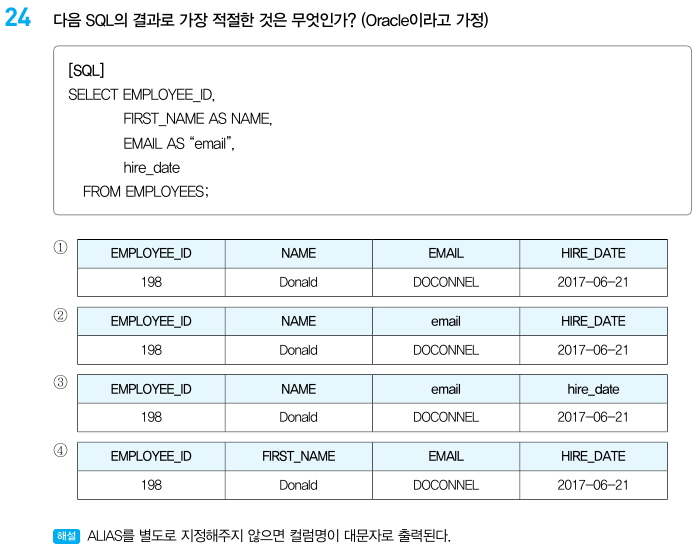 24 다음 SQL의 결과로 가장 적절한 것은 무엇인가? (Oracle이라고 가정)
[SQL]
SELECT EMPLOYEE_ID,
FIRST_NAME AS NAME,
EMAIL AS “email”,
hire_date
FROM EMPLOYEES;
① EMPLOYEE_ID NAME EMAIL HIRE_DATE
198 Donald DOCONNEL 2017-06-21
② EMPLOYEE_ID NAME email HIRE_DATE
198 Donald DOCONNEL 2017-06-21
③ EMPLOYEE_ID NAME email hire_date
198 Donald DOCONNEL 2017-06-21
④ EMPLOYEE_ID FIRST_NAME EMAIL HIRE_DATE
198 Donald DOCONNEL 2017-06-21
해설 ALIAS를 별도로 지정해주지 않으면 컬럼명이 대문자로 출력된다.